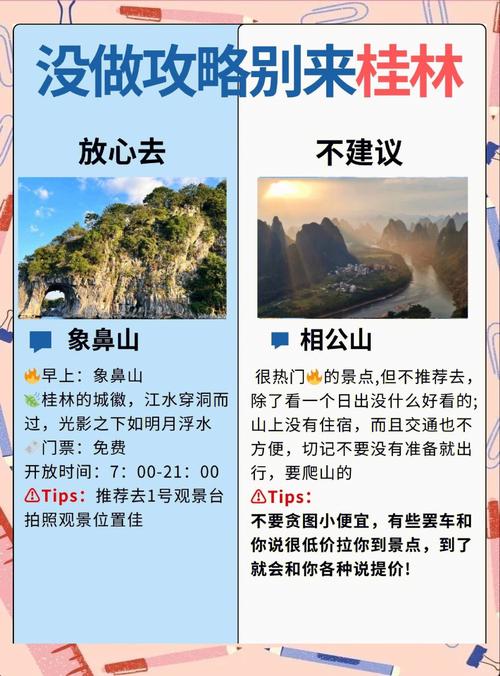 没做攻略别来桂林
放心去
象鼻山
🔥早上：象鼻山
🌿桂林的城徽，江水穿洞而
过，光影之下如明月浮水
门票：免费
开放时间：7：00-21：00
⚠Tips：推荐去1号观景台
拍照观景位置佳
不建议
相公山
很热门🔥的景点,但不推荐去，
除了看一个日出没什么好看的;
山上没有住宿，而且交通也不
方便，切记不要没有准备就出
行，要爬山的
⚠Tips：
不要贪图小便宜，有些罢车和
你说很低价拉你到景点，到了
就会和你各种说提价!